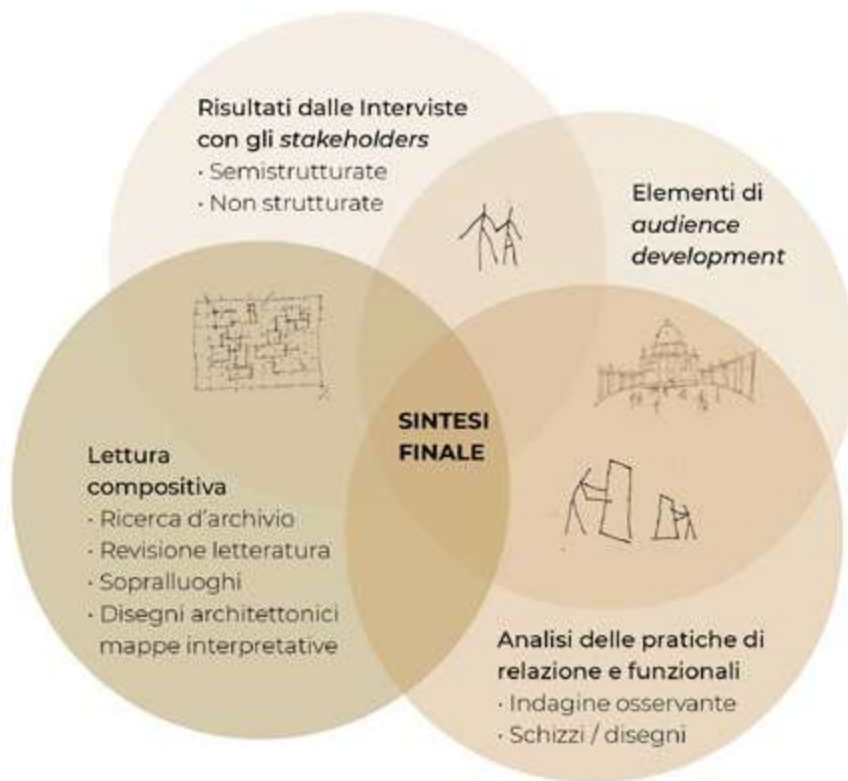 Risultati dalle Interviste
con gli stakeholders
· Semistrutturate
· Non strutturate
Elementi di
audience
development
SINTESI
FINALE
Lettura
compositiva
· Ricerca d'archivio
· Revisione letteratura
· Sopralluoghi
· Disegni architettonici
mappe interpretative
Analisi delle pratiche di
relazione e funzionali
· Indagine osservante
· Schizzi / disegni